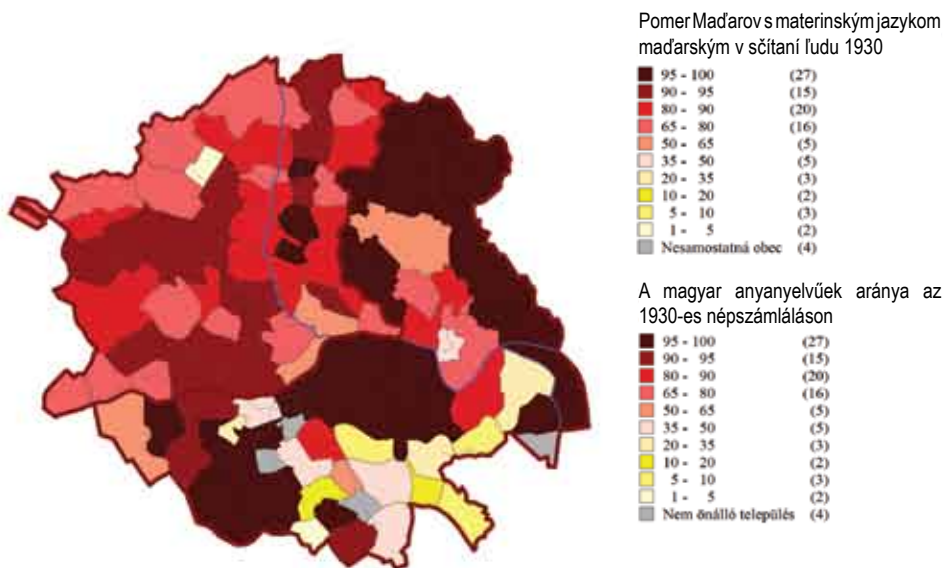 Pomer Maďarov s materinským jazykom
maďarským v sčítaní ľudu 1930
95 - 100 (27)
90 - 95 (15)
80 - 90 (20)
65 - 80 (16)
50 - 65 (5)
35 - 50 (5)
20 - 35 (3)
10 - 20 (2)
5 - 10 (3)
1 - 5 (2)
Nesamostatná obec (4)
A magyar anyanyelvűek aránya az
1930-es népszámláláson
95 - 100 (27)
90 - 95 (15)
80 - 90 (20)
65 - 80 (16)
50 - 65 (5)
35 - 50 (5)
20 - 35 (3)
10 - 20 (2)
5 - 10 (3)
1 - 5 (2)
Nem önálló település (4)